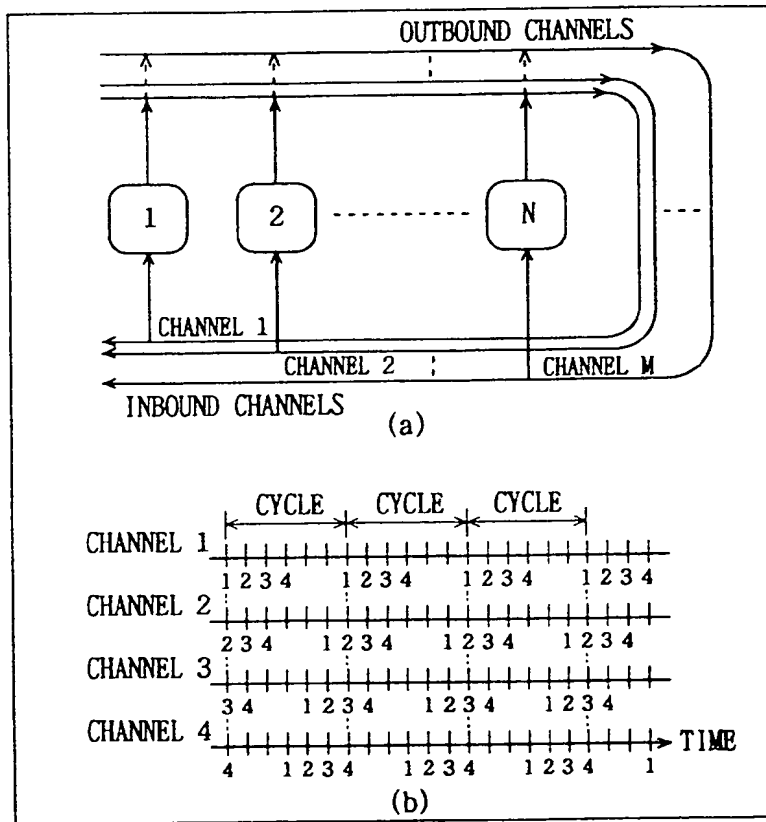 OUTBOUND CHANNELS
1 2 N
CHANNEL 1
CHANNEL 2 CHANNEL M
INBOUND CHANNELS
(a)
CYCLE CYCLE CYCLE
CHANNEL 1
1 2 3 4 1 2 3 4 1 2 3 4 1 2 3 4
CHANNEL 2
2 3 4 1 2 3 4 1 2 3 4 1 2 3 4
CHANNEL 3
3 4 1 2 3 4 1 2 3 4 1 2 3 4 1 2
CHANNEL 4
TIME
4 1 2 3 4 1 2 3 4 1 2 3 4 1
(b)